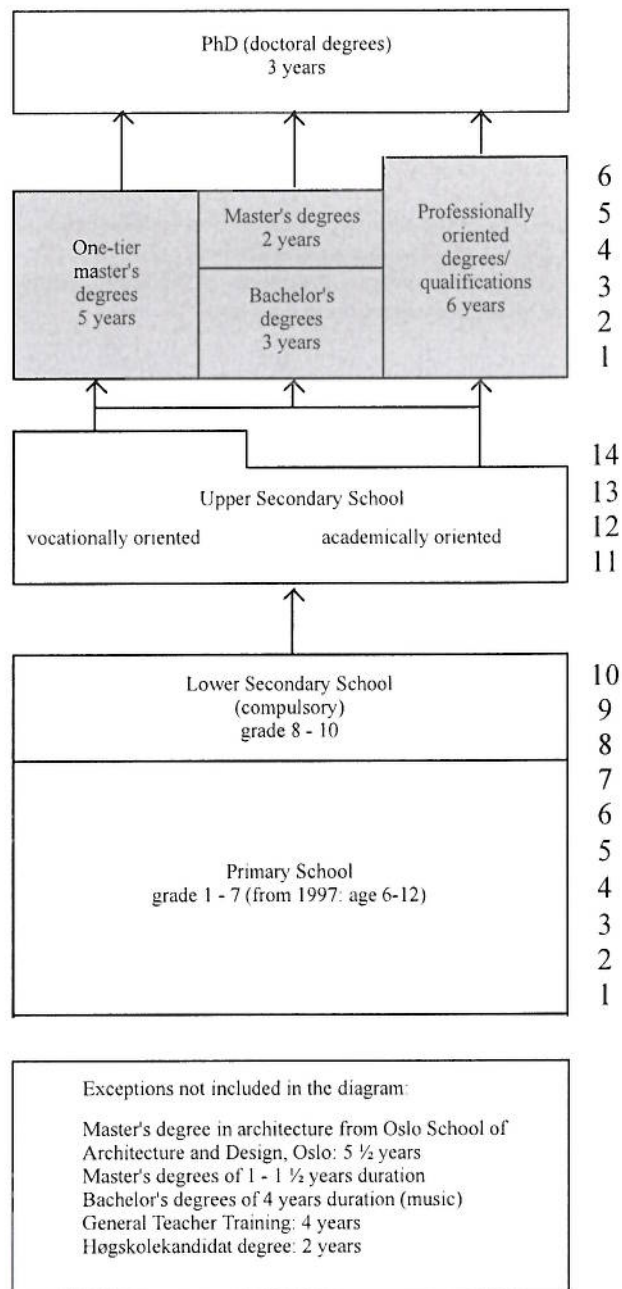 PhD (doctoral degrees)
3 years
6
5
4
3
2
1
One-tier
master's
degrees
5 years
Master's degrees
2 years
Bachelor's
degrees
3 years
Professionally
oriented
degrees/
qualifications
6 years
14
13
12
11
Upper Secondary School
vocationally oriented
academically oriented
10
9
8
7
6
5
4
3
2
1
Lower Secondary School
(compulsory)
grade 8 - 10
Primary School
grade 1 - 7 (from 1997: age 6-12)
Exceptions not included in the diagram:
Master's degree in architecture from Oslo School of
Architecture and Design, Oslo: 5 ½ years
Master's degrees of 1 - 1 ½ years duration
Bachelor's degrees of 4 years duration (music)
General Teacher Training: 4 years
Høgskolekandidat degree: 2 years